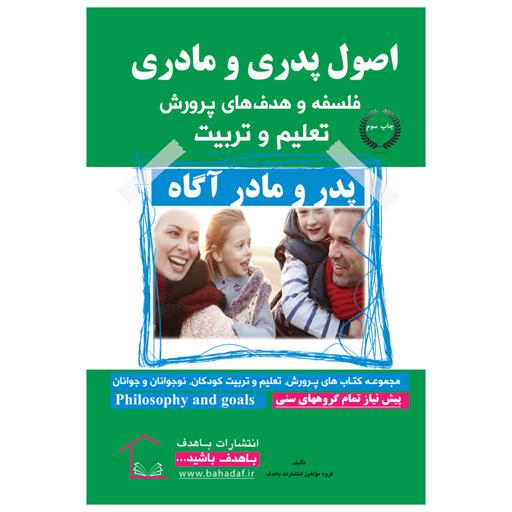 اصول پدری و مادری
فلسفه و هدف‌های پرورش
تعلیم و تربیت
چاپ سوم
پدر و مادر آگاه
مجموعه کتاب های پرورش، تعلیم و تربیت کودکان، نوجوانان و جوانان
پیش نیاز تمام گروههای سنی
Philosophy and goals
انتشارات باهدف
باهدف باشید...
www.bahadaf.ir
تألیف
گروه مؤلفین انتشارات باهدف